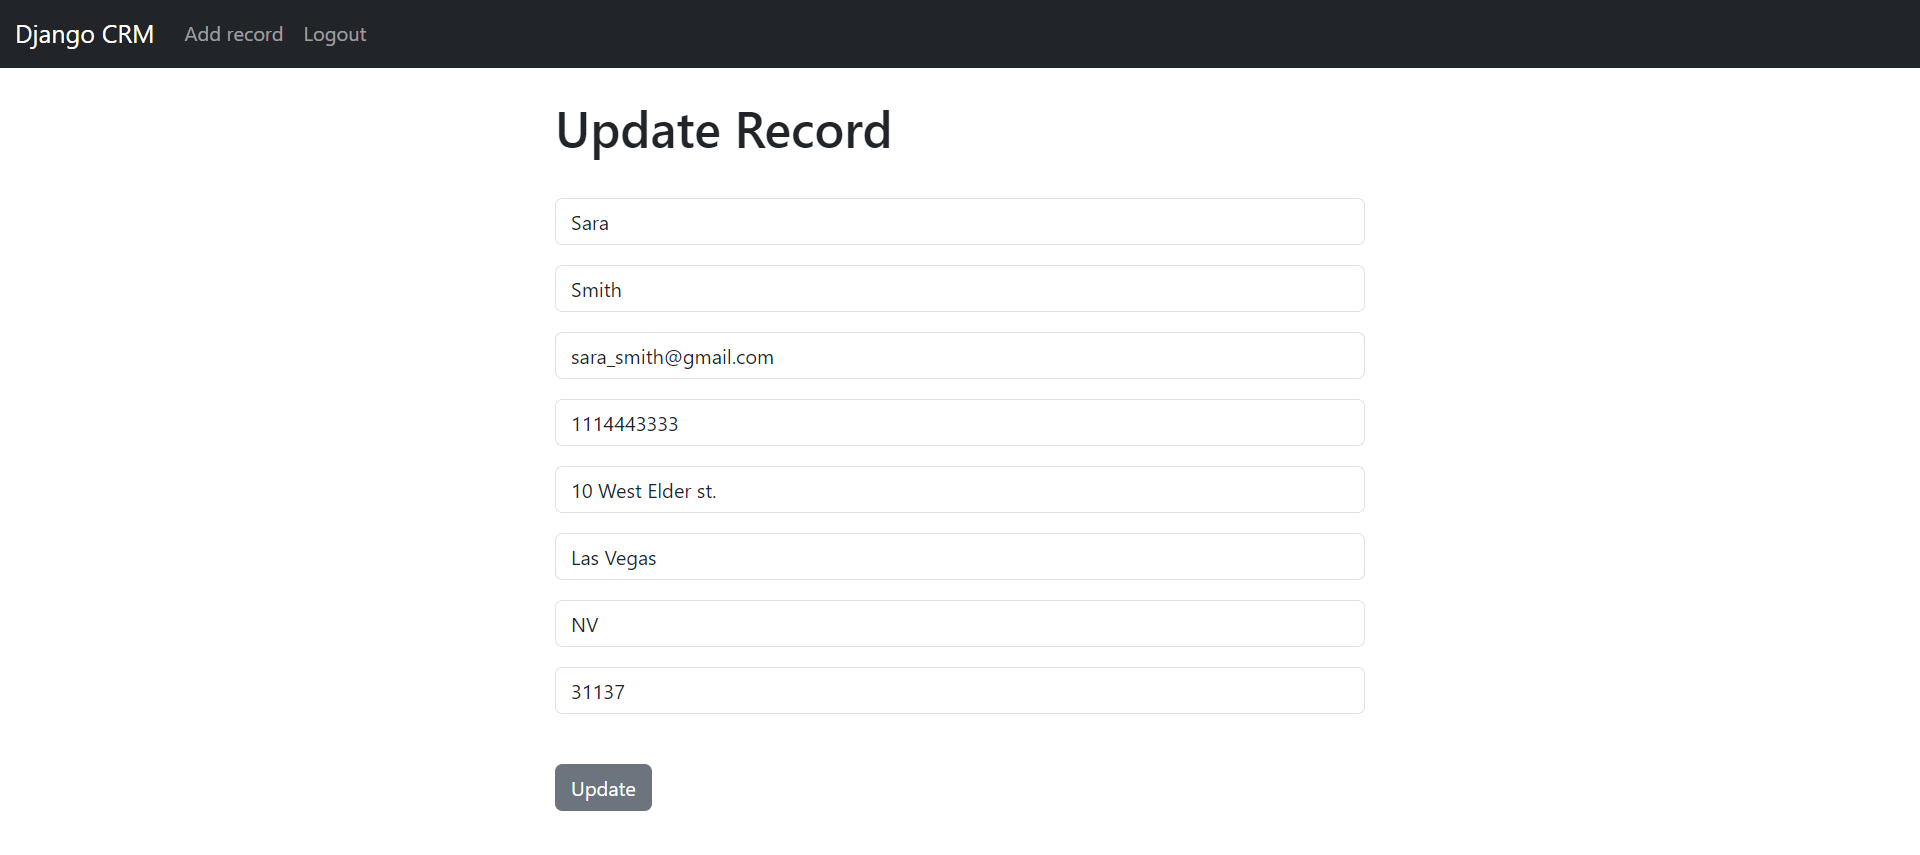 Django CRM Add record Logout
Update Record
Sara
Smith
sara_smith@gmail.com
1114443333
10 West Elder st.
Las Vegas
NV
31137
Update